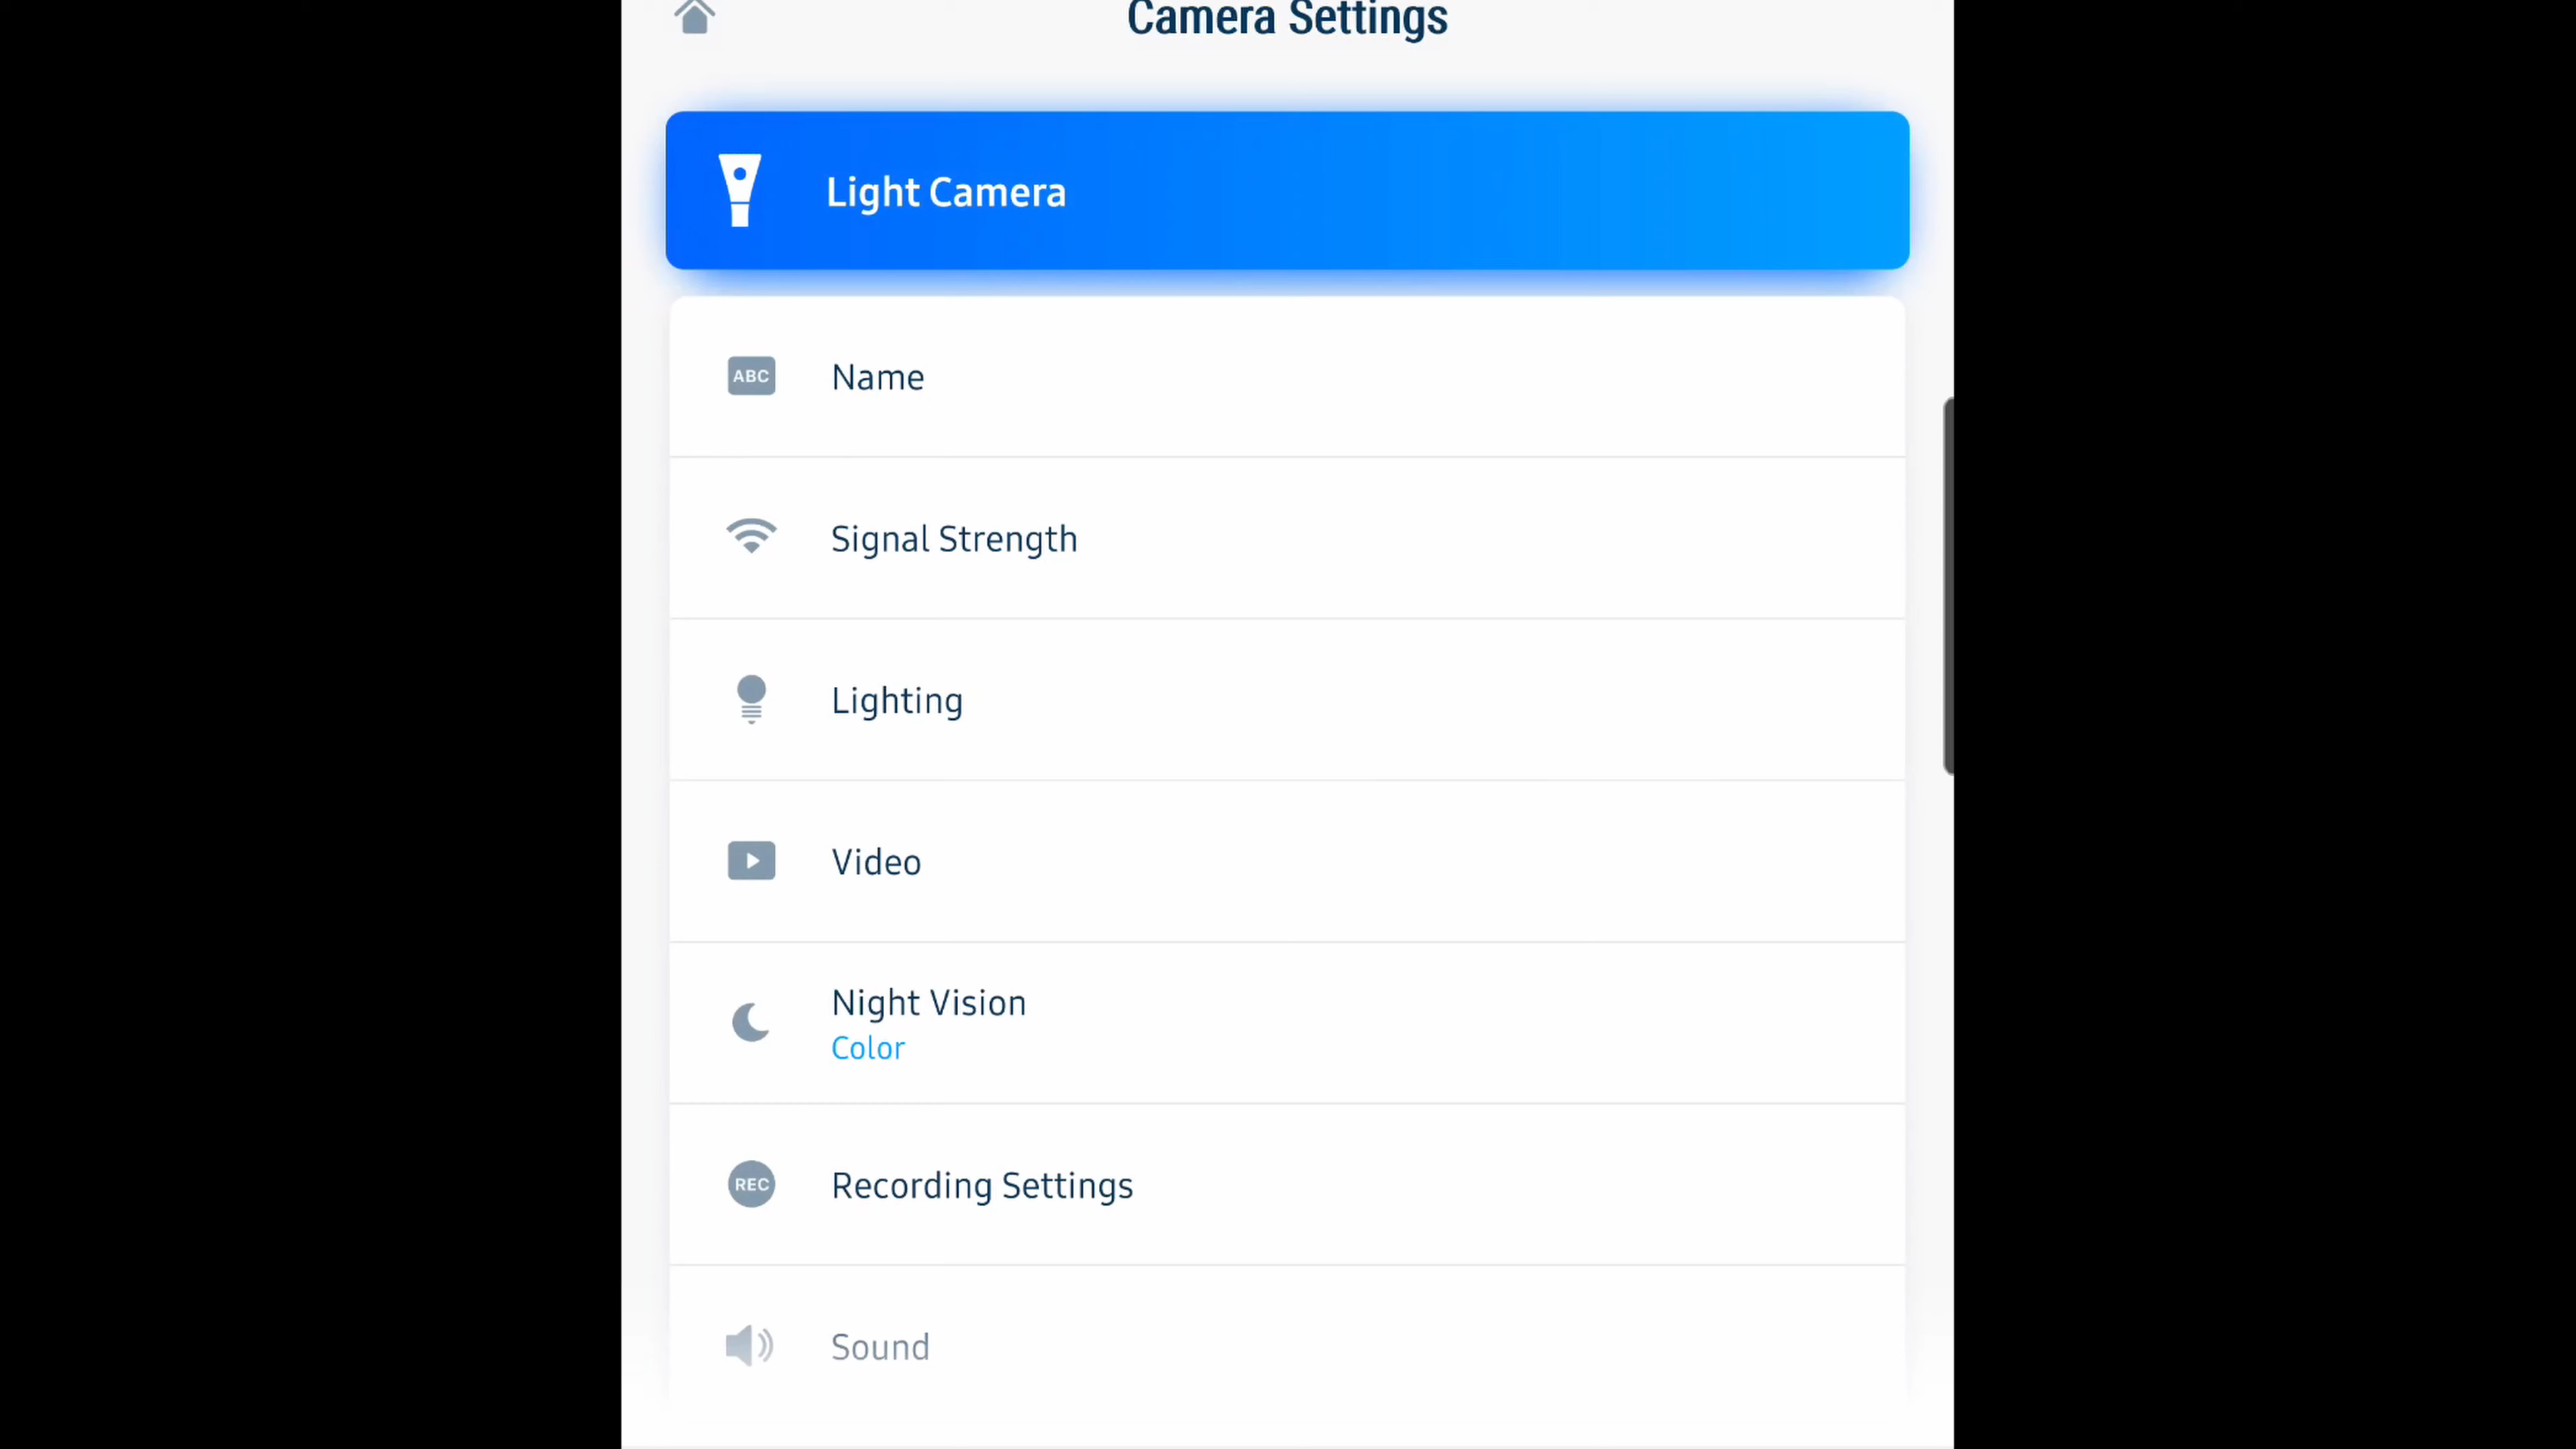 Camera Settings
Light Camera
ABC Name
Signal Strength
Lighting
Video
Night Vision
Color
REC Recording Settings
Sound